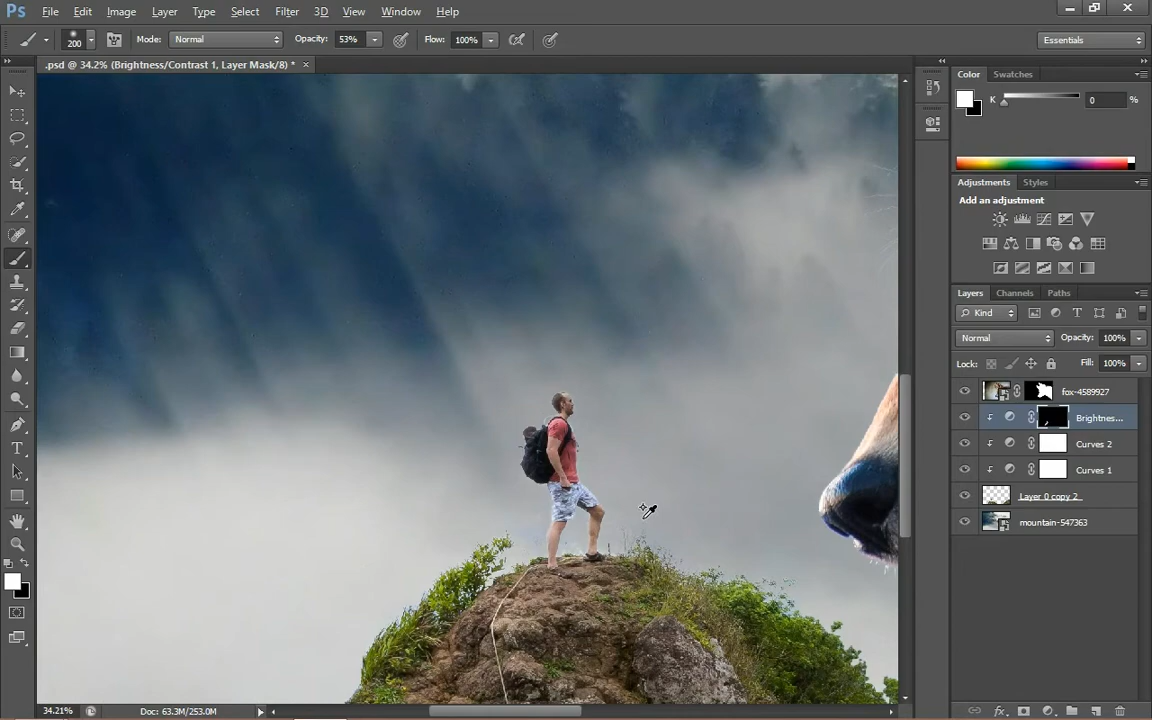 Ps File Edit Image Layer Type Select Filter 3D View Window Help
200 Mode: Normal Opacity: 53% Flow: 100% Essentials
.psd @ 34.2% (Brightness/Contrast 1, Layer Mask/8) * ×
Color Swatches
K 0 %
Adjustments Styles
Add an adjustment
Layers Channels Paths
Kind
Normal Opacity: 100%
Lock: Fill: 100%
fox-4589927
Brightnes...
Curves 2
Curves 1
Layer 0 copy 2
mountain-547363
fx
34.21% Doc: 63.3M/253.0M